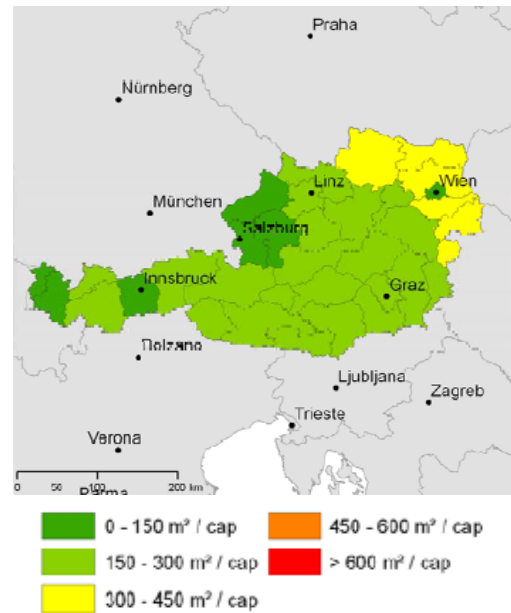 Praha
Nürnberg
Linz
Wien
München
Salzburg
Innsbruck
Graz
Bolzano
Ljubljana
Zagreb
Trieste
Verona
0 50 100 200 km
Parma
0 - 150 m² / cap
450 - 600 m² / cap
150 - 300 m² / cap
> 600 m² / cap
300 - 450 m² / cap